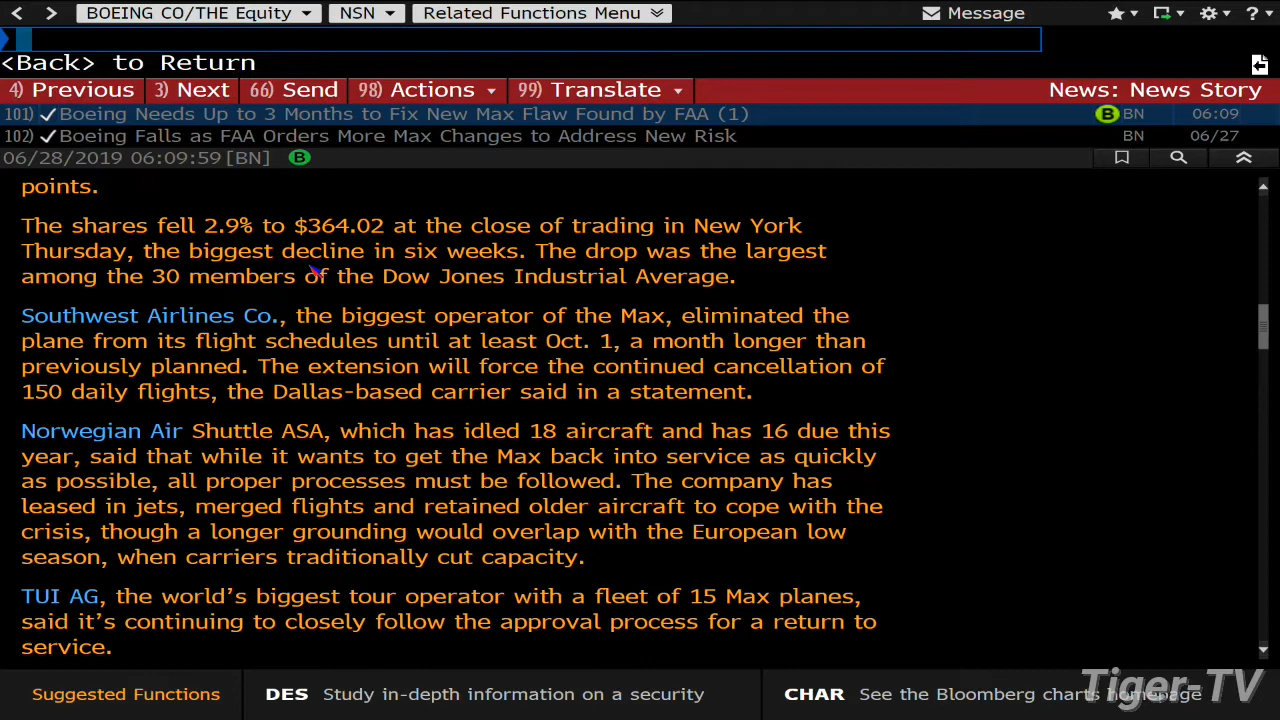 BOEING CO/THE Equity NSN Related Functions Menu Message ?
<Back> to Return
4) Previous 3) Next 66) Send 98) Actions 99) Translate News: News Story
101) Boeing Needs Up to 3 Months to Fix New Max Flaw Found by FAA (1) B BN 06:09
102) Boeing Falls as FAA Orders More Max Changes to Address New Risk BN 06/27
06/28/2019 06:09:59 [BN] B
points.
The shares fell 2.9% to $364.02 at the close of trading in New York
Thursday, the biggest decline in six weeks. The drop was the largest
among the 30 members of the Dow Jones Industrial Average.
Southwest Airlines Co., the biggest operator of the Max, eliminated the
plane from its flight schedules until at least Oct. 1, a month longer than
previously planned. The extension will force the continued cancellation of
150 daily flights, the Dallas-based carrier said in a statement.
Norwegian Air Shuttle ASA, which has idled 18 aircraft and has 16 due this
year, said that while it wants to get the Max back into service as quickly
as possible, all proper processes must be followed. The company has
leased in jets, merged flights and retained older aircraft to cope with the
crisis, though a longer grounding would overlap with the European low
season, when carriers traditionally cut capacity.
TUI AG, the world's biggest tour operator with a fleet of 15 Max planes,
said it's continuing to closely follow the approval process for a return to
service.
Suggested Functions DES Study in-depth information on a security CHAR See the Bloomberg charts homepage
Tiger-TV